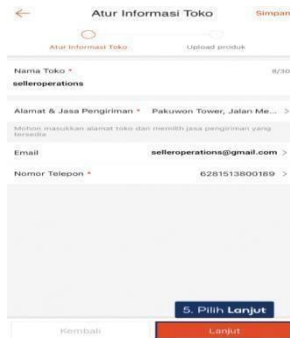 Atur Informasi Toko
Simpan
Atur Informasi Toko
Upload produk
Nama Toko *
8/30
selleroperations
Alamat & Jasa Pengiriman * Pakuwon Tower, Jalan Me... >
Mohon masukkan alamat toko dan memilih jasa pengiriman yang
tersedia
Email selleroperations@gmail.com >
Nomor Telepon * 6281513800189 >
5. Pilih Lanjut
Kembali
Lanjut